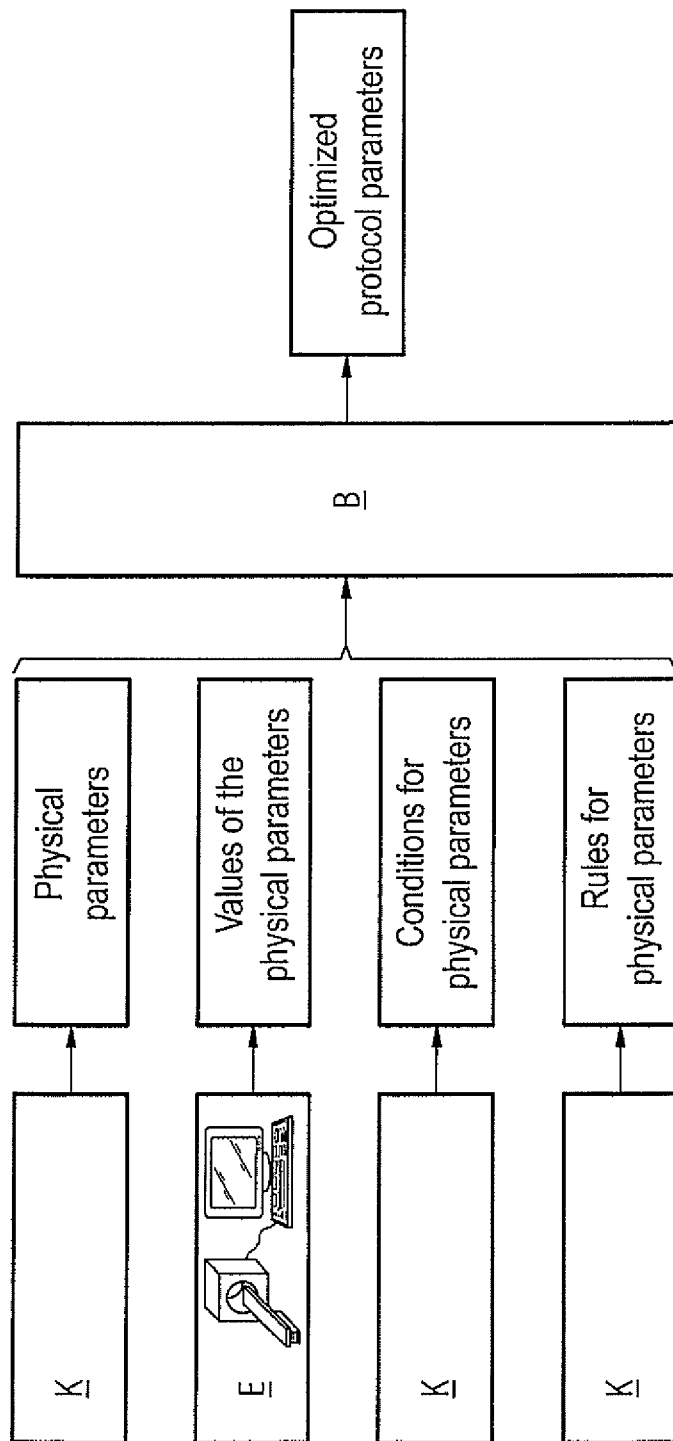 K
Physical
parameters
E
Values of the
physical parameters
K
Conditions for
physical parameters
K
Rules for
physical parameters
B
Optimized
protocol parameters